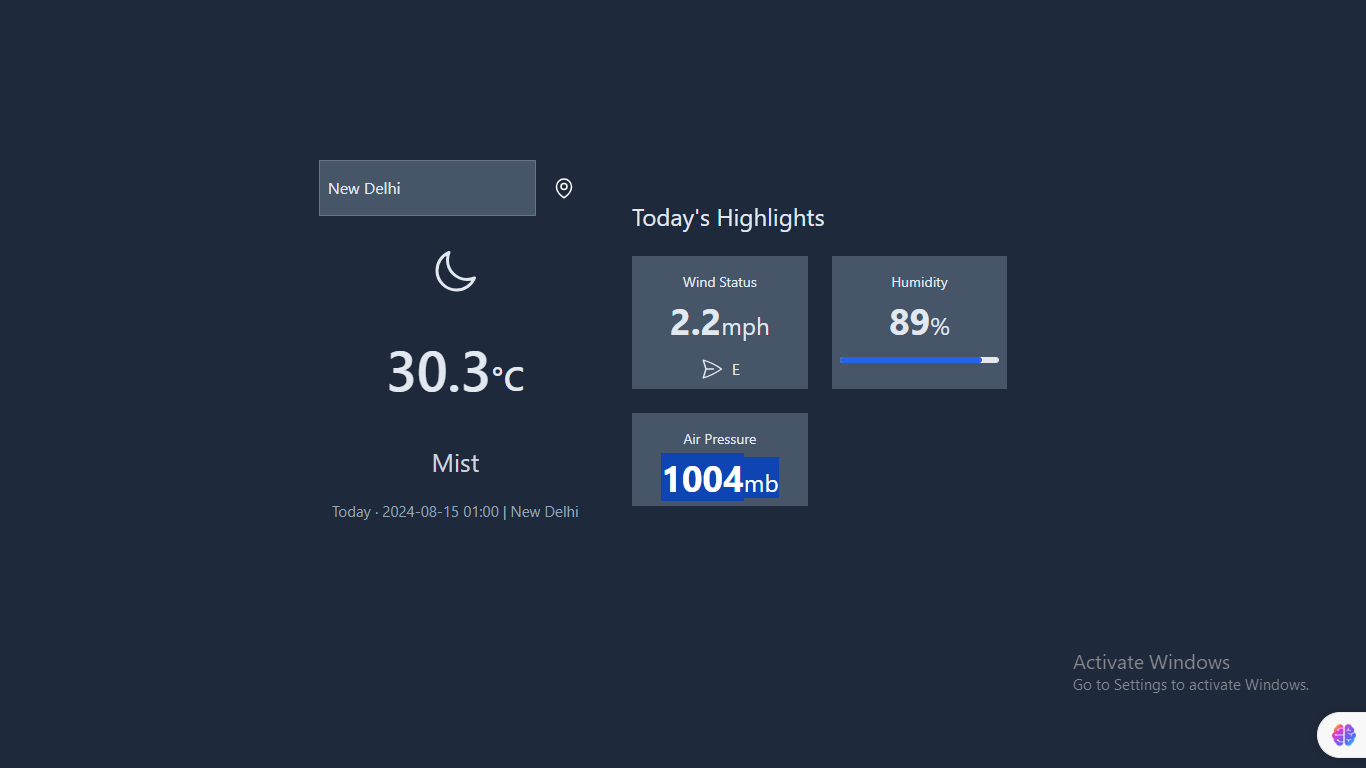 New Delhi
30.3°C
Mist
Today · 2024-08-15 01:00 | New Delhi
Today's Highlights
Wind Status
2.2mph
E
Humidity
89%
Air Pressure
1004mb
Activate Windows
Go to Settings to activate Windows.